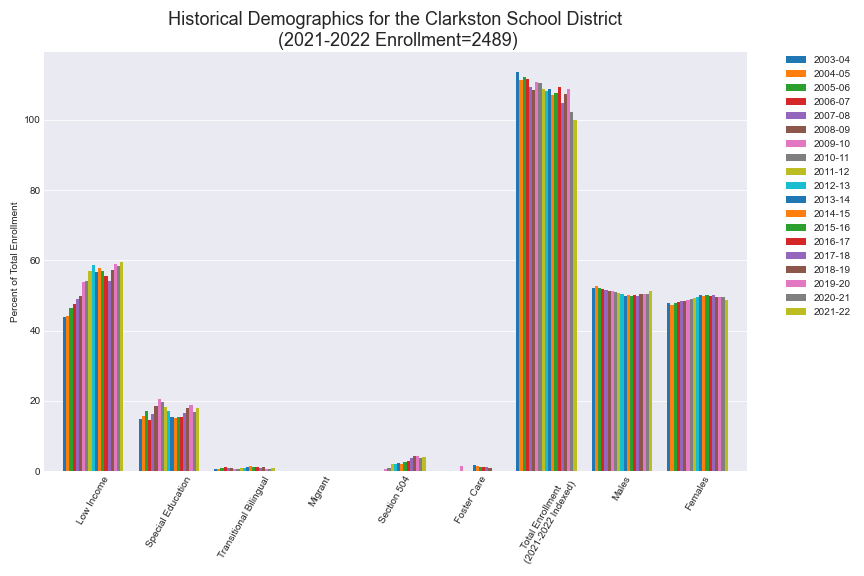 Historical Demographics for the Clarkston School District
(2021-2022 Enrollment=2489)
Percent of Total Enrollment
100
80
60
40
20
0
Low Income
Special Education
Transitional Bilingual
Migrant
Section 504
Foster Care
Total Enrollment
(2021-2022 Indexed)
Males
Females
2003-04
2004-05
2005-06
2006-07
2007-08
2008-09
2009-10
2010-11
2011-12
2012-13
2013-14
2014-15
2015-16
2016-17
2017-18
2018-19
2019-20
2020-21
2021-22